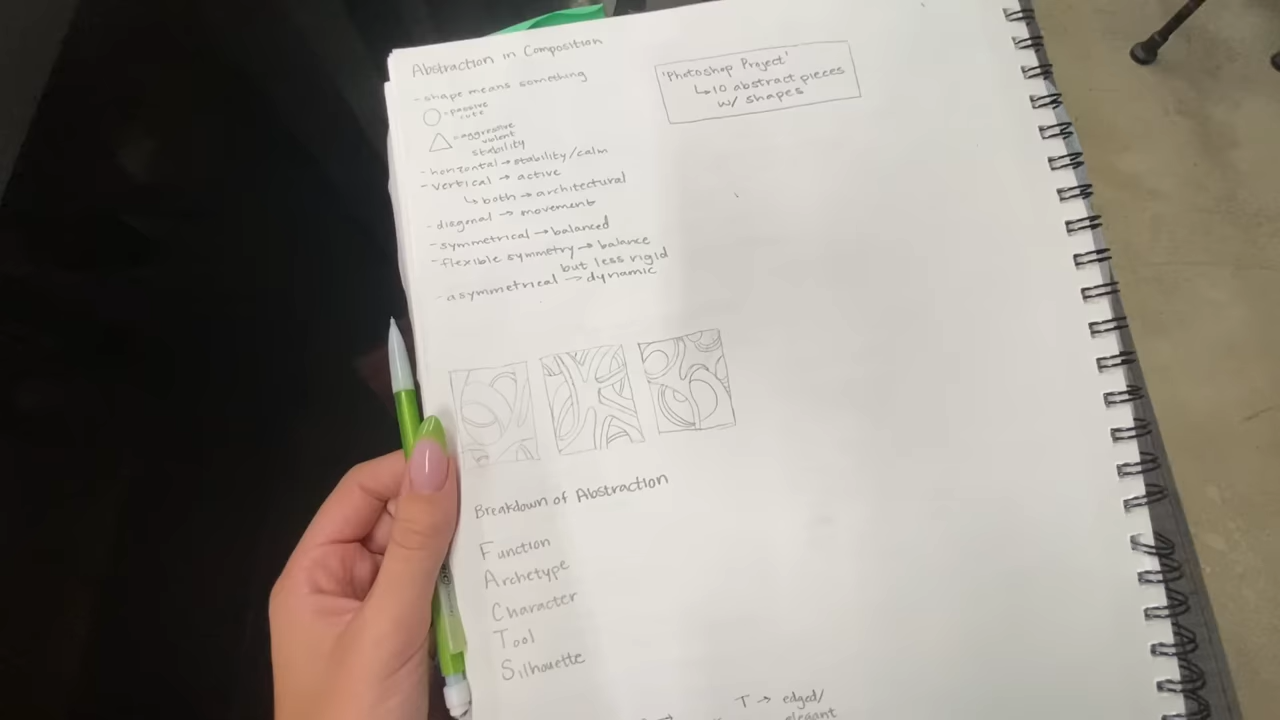 Abstraction in Composition
- shape means something
- passive
cute
- aggressive
violent
stability
- horizontal → stability/calm
- vertical → active
↳ both → architectural
- diagonal → movement
- symmetrical → balanced
- flexible symmetry → balance
but less rigid
- asymmetrical → dynamic
'Photoshop Project'
↳ 10 abstract pieces
w/ shapes
Breakdown of Abstraction
Function
Archetype
Character
Tool
Silhouette
T → edged/
elegant